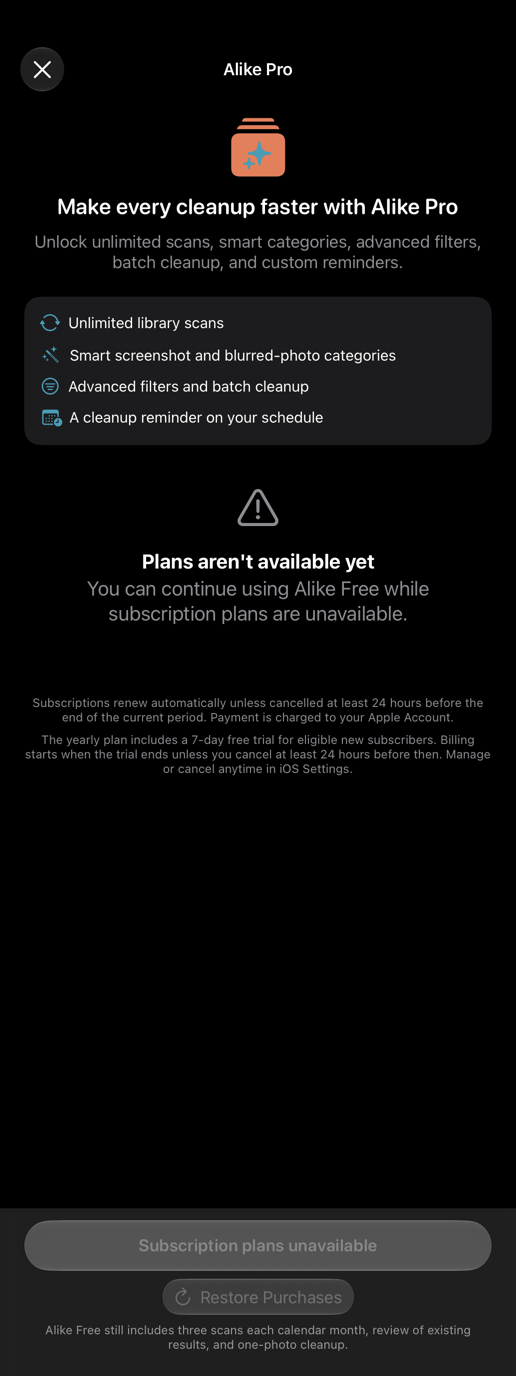 Alike Pro
Make every cleanup faster with Alike Pro
Unlock unlimited scans, smart categories, advanced filters,
batch cleanup, and custom reminders.
Unlimited library scans
Smart screenshot and blurred-photo categories
Advanced filters and batch cleanup
A cleanup reminder on your schedule
Plans aren't available yet
You can continue using Alike Free while
subscription plans are unavailable.
Subscriptions renew automatically unless cancelled at least 24 hours before the
end of the current period. Payment is charged to your Apple Account.
The yearly plan includes a 7-day free trial for eligible new subscribers. Billing
starts when the trial ends unless you cancel at least 24 hours before then. Manage
or cancel anytime in iOS Settings.
Subscription plans unavailable
Restore Purchases
Alike Free still includes three scans each calendar month, review of existing
results, and one-photo cleanup.